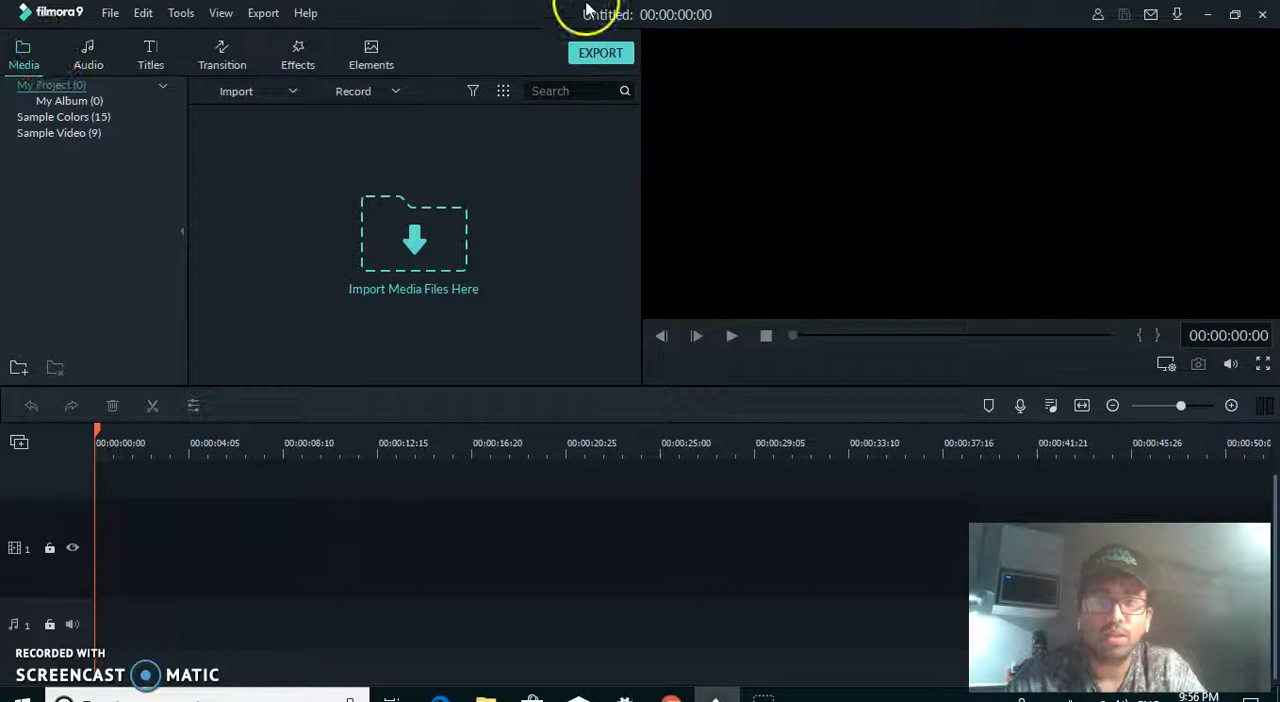 filmora9 File Edit Tools View Export Help Untitled: 00:00:00:00
Media Audio Titles Transition Effects Elements EXPORT
My Project (0) Import Record Search
My Album (0)
Sample Colors (15)
Sample Video (9)
Import Media Files Here
00:00:00:00
00:00:00:00 00:00:04:05 00:00:08:10 00:00:12:15 00:00:16:20 00:00:20:25 00:00:25:00 00:00:29:05 00:00:33:10 00:00:37:16 00:00:41:21 00:00:45:26
1
1
RECORDED WITH
SCREENCAST MATIC
9:56 PM